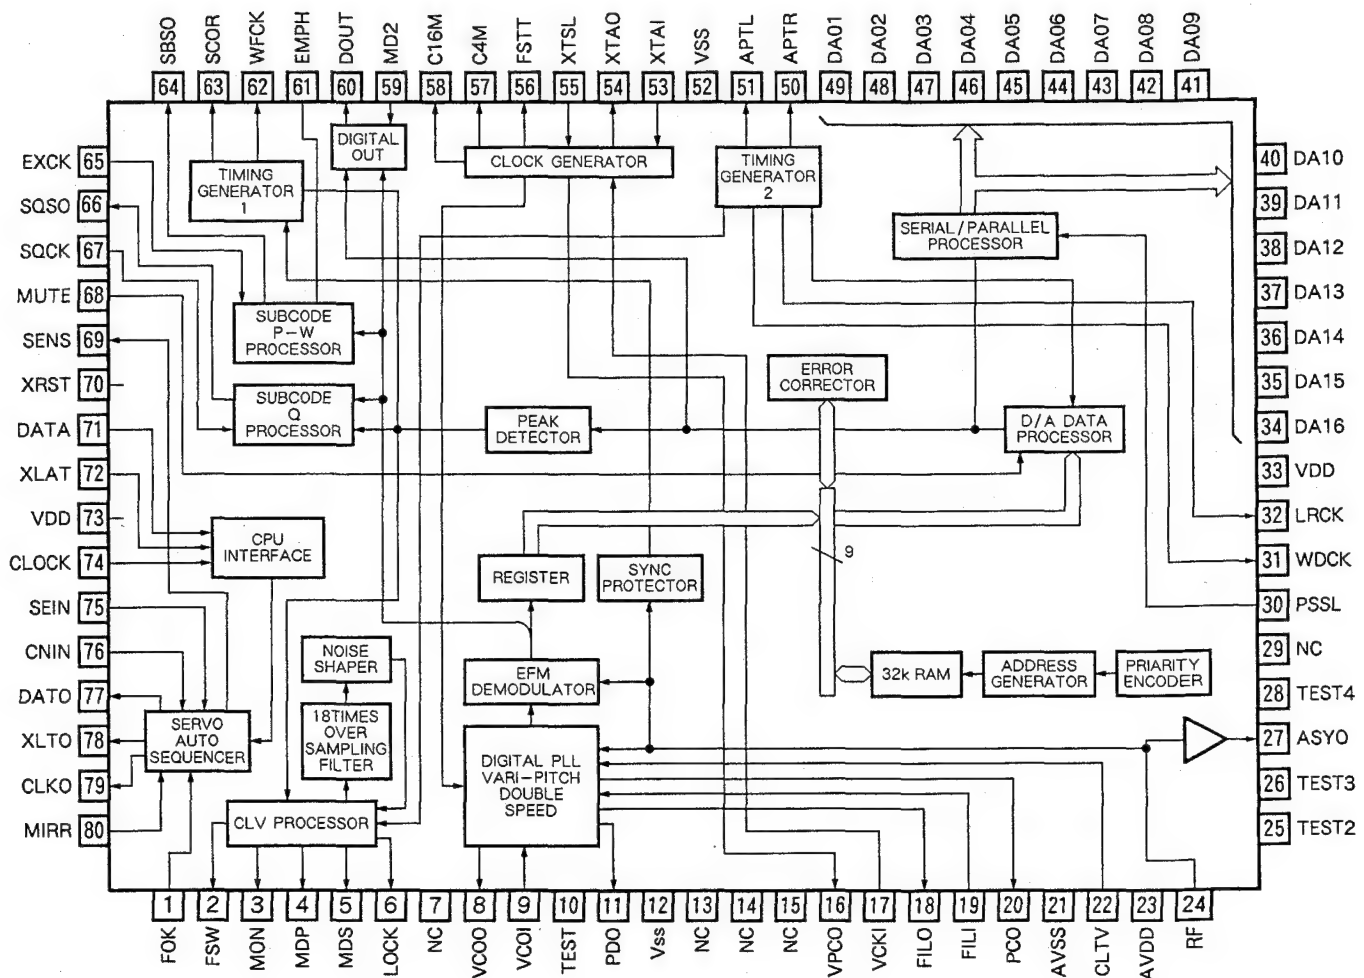 SBSO SCOR WFCK EMPH DOUT MD2 C16M C4M FSTT XTSL XTAO XTAI VSS APTL APTR DA01 DA02 DA03 DA04 DA05 DA06 DA07 DA08 DA09
64 63 62 61 60 59 58 57 56 55 54 53 52 51 50 49 48 47 46 45 44 43 42 41
EXCK 65
SQSO 66
SQCK 67
MUTE 68
SENS 69
XRST 70
DATA 71
XLAT 72
VDD 73
CLOCK 74
SEIN 75
CNIN 76
DATO 77
XLTO 78
CLKO 79
MIRR 80
TIMING
GENERATOR
1
DIGITAL
OUT
CLOCK GENERATOR
TIMING
GENERATOR
2
SERIAL/PARALLEL
PROCESSOR
SUBCODE
P-W
PROCESSOR
SUBCODE
Q
PROCESSOR
PEAK
DETECTOR
ERROR
CORRECTOR
D/A DATA
PROCESSOR
CPU
INTERFACE
REGISTER
SYNC
PROTECTOR
9
NOISE
SHAPER
EFM
DEMODULATOR
32k RAM
ADDRESS
GENERATOR
PRIARITY
ENCODER
SERVO
AUTO
SEQUENCER
18TIMES
OVER
SAMPLING
FILTER
DIGITAL PLL
VARI-PITCH
DOUBLE
SPEED
CLV PROCESSOR
40 DA10
39 DA11
38 DA12
37 DA13
36 DA14
35 DA15
34 DA16
33 VDD
32 LRCK
31 WDCK
30 PSSL
29 NC
28 TEST4
27 ASYO
26 TEST3
25 TEST2
1 2 3 4 5 6 7 8 9 10 11 12 13 14 15 16 17 18 19 20 21 22 23 24
FOK FSW MON MDP MDS LOCK NC VCOO VCOI TEST PDO Vss NC NC NC VPCO VCKI FILO FILI PCO AVSS CLTV AVDD RF